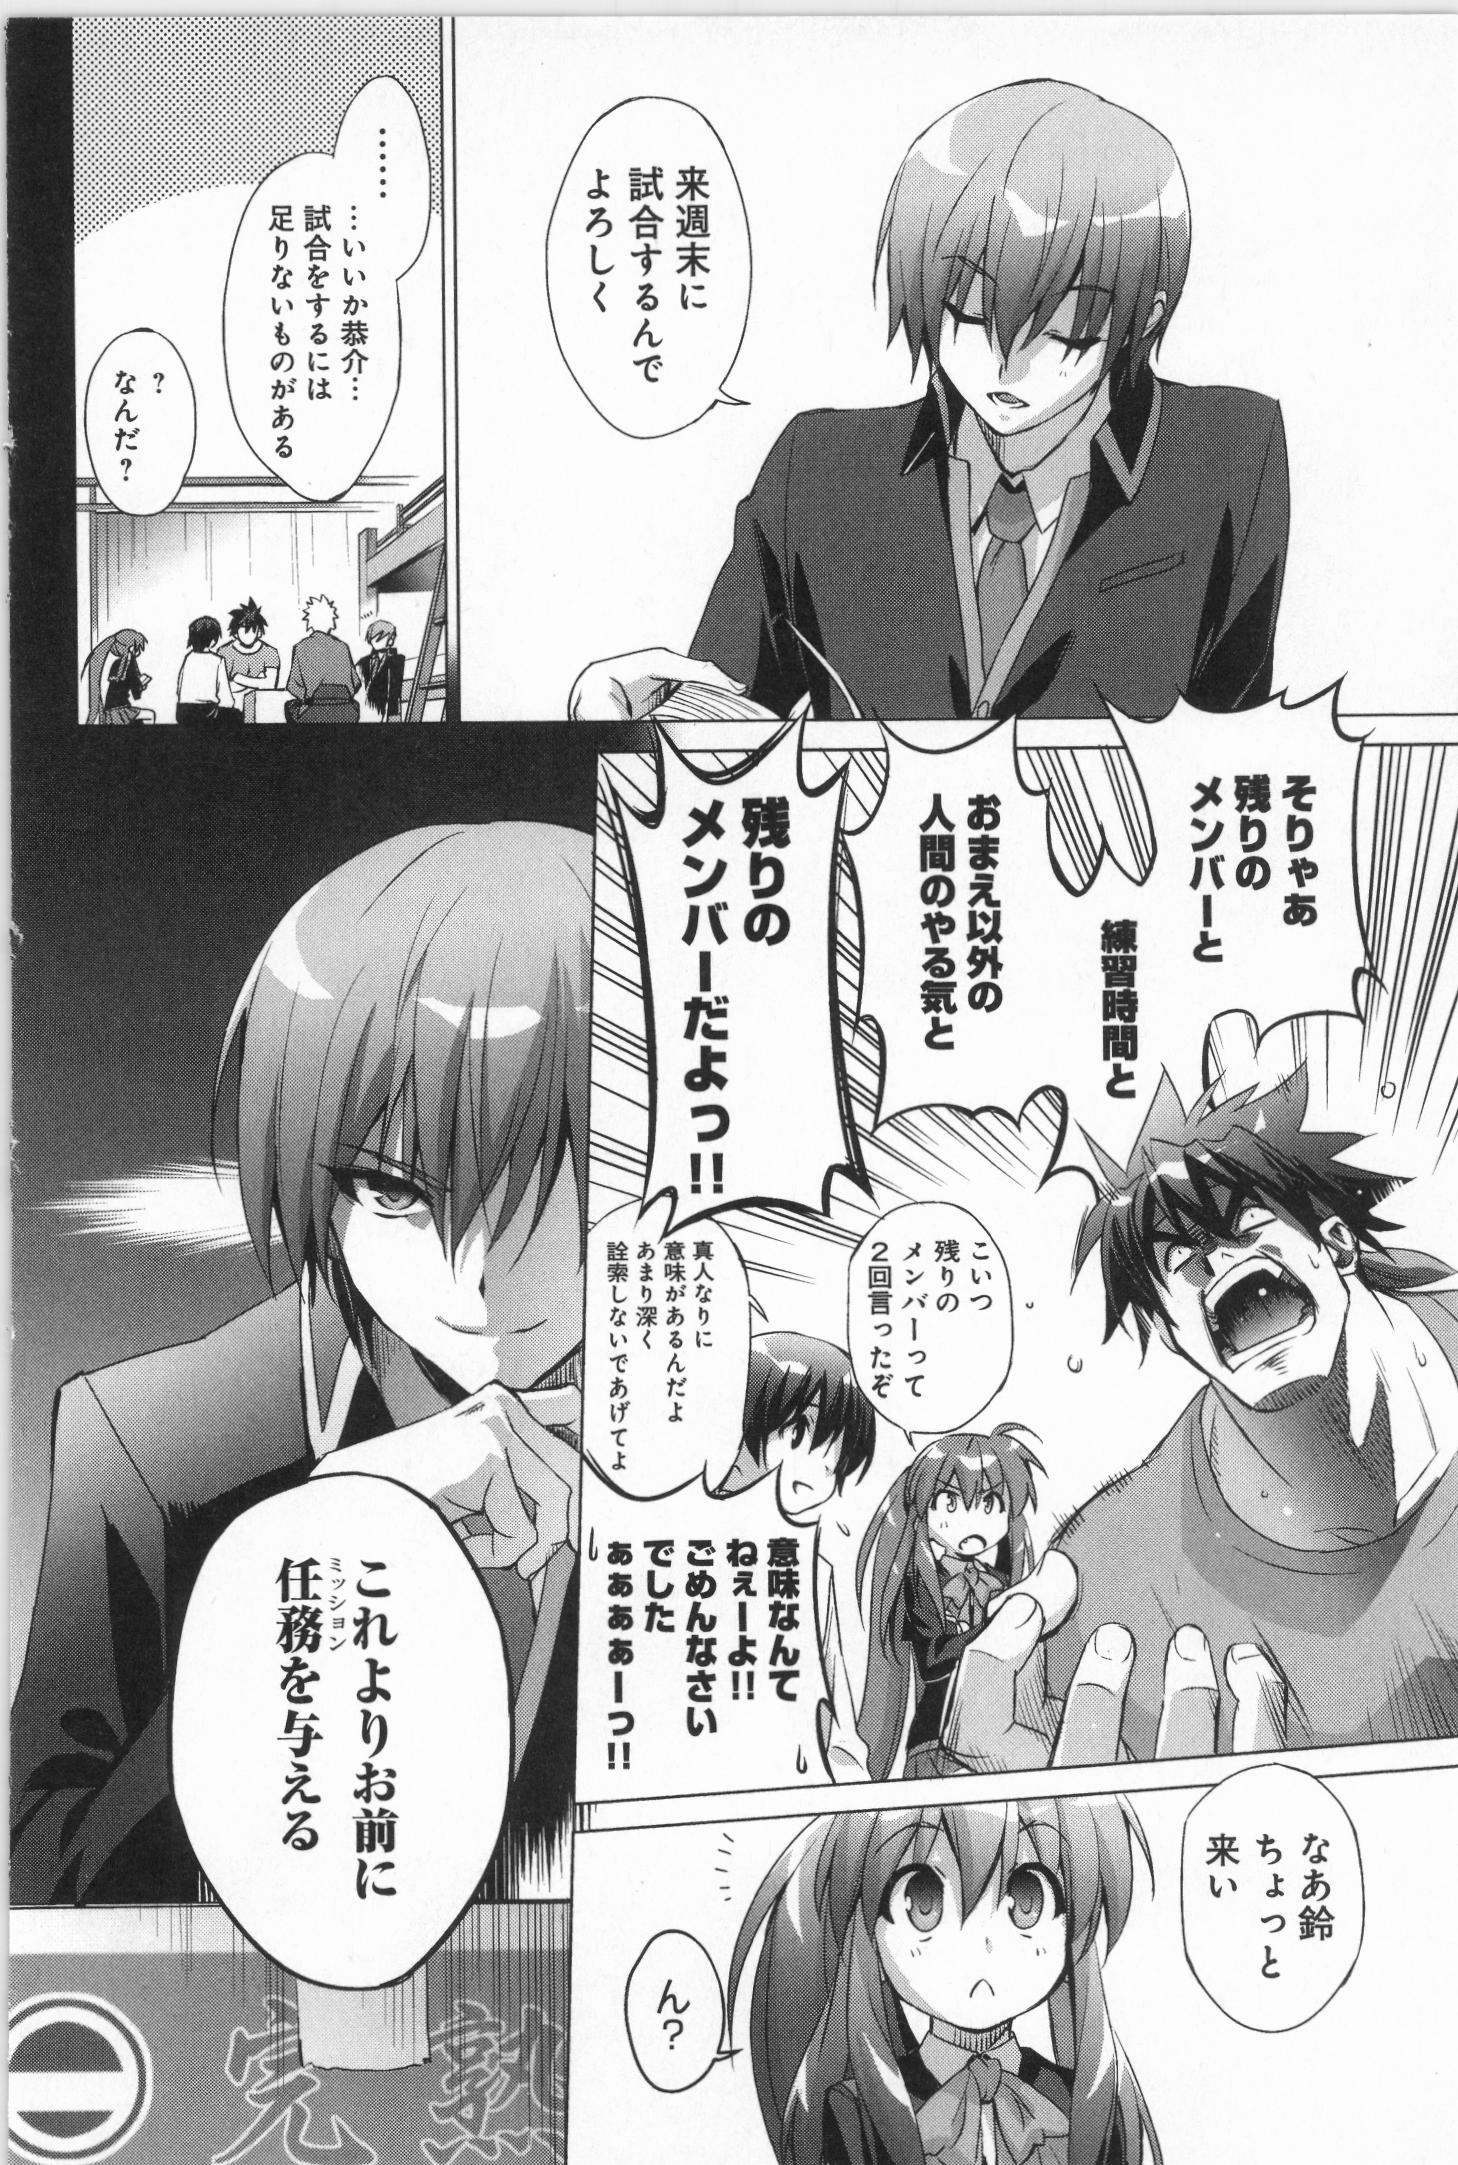 来週末に
試合するんで
よろしく
……
…いいか恭介…
試合をするには
足りないものがある
?
なんだ?
そりゃあ
残りの
メンバーと
練習時間と
おまえ以外の
人間のやる気と
残りの
メンバーだよっ!!
こいつ
残りの
メンバーって
2回言ったぞ
真人なりに
意味があるんだよ
あまり深く
詮索しないであげてよ
意味なんて
ねぇーよ!!
ごめんなさい
でした
ぁぁぁぁーっ!!
なあ鈴
ちょっと
来い
ん?
これよりお前に
任務を与える
ミッション
完熟